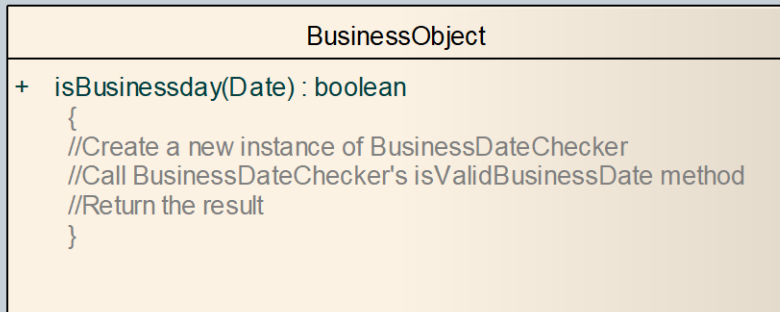 BusinessObject
+ isBusinessday(Date) : boolean
{
//Create a new instance of BusinessDateChecker
//Call BusinessDateChecker's isValidBusinessDate method
//Return the result
}